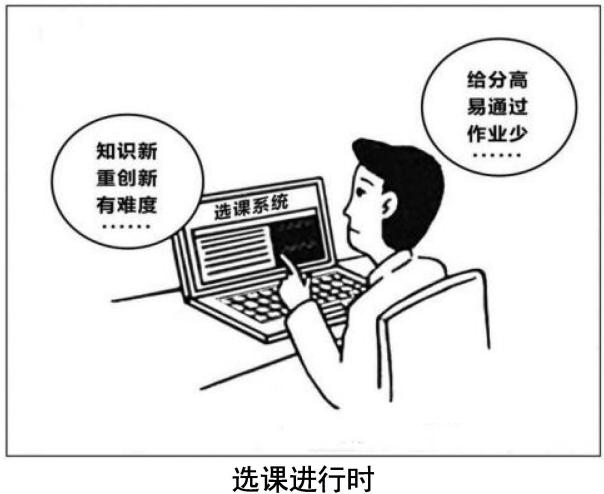 给分高
易通过
作业少
……
知识新
重创新
有难度
……
选课系统
选课进行时